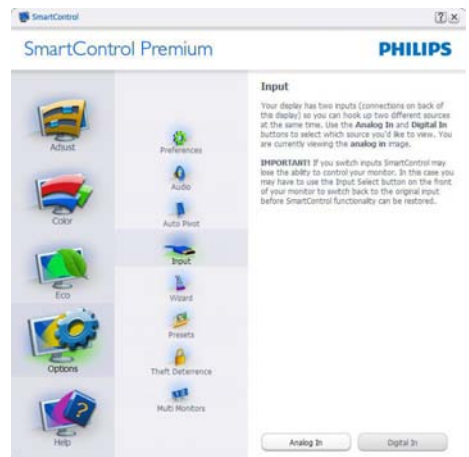 SmartControl
SmartControl Premium
PHILIPS
Adjust
Color
Eco
Options
Help
Preferences
Audio
Auto Pivot
Input
Wizard
Presets
Theft Deterrence
Multi Monitors
Input
Your display has two inputs (connections on back of
the display) so you can hook up two different sources
at the same time. Use the Analog In and Digital In
buttons to select which source you'd like to view. You
are currently viewing the analog in image.
IMPORTANT! If you switch inputs SmartControl may
lose the ability to control your monitor. In this case you
may have to use the Input Select button on the front
of your monitor to switch back to the original input
before SmartControl functionality can be restored.
Analog In
Digital In